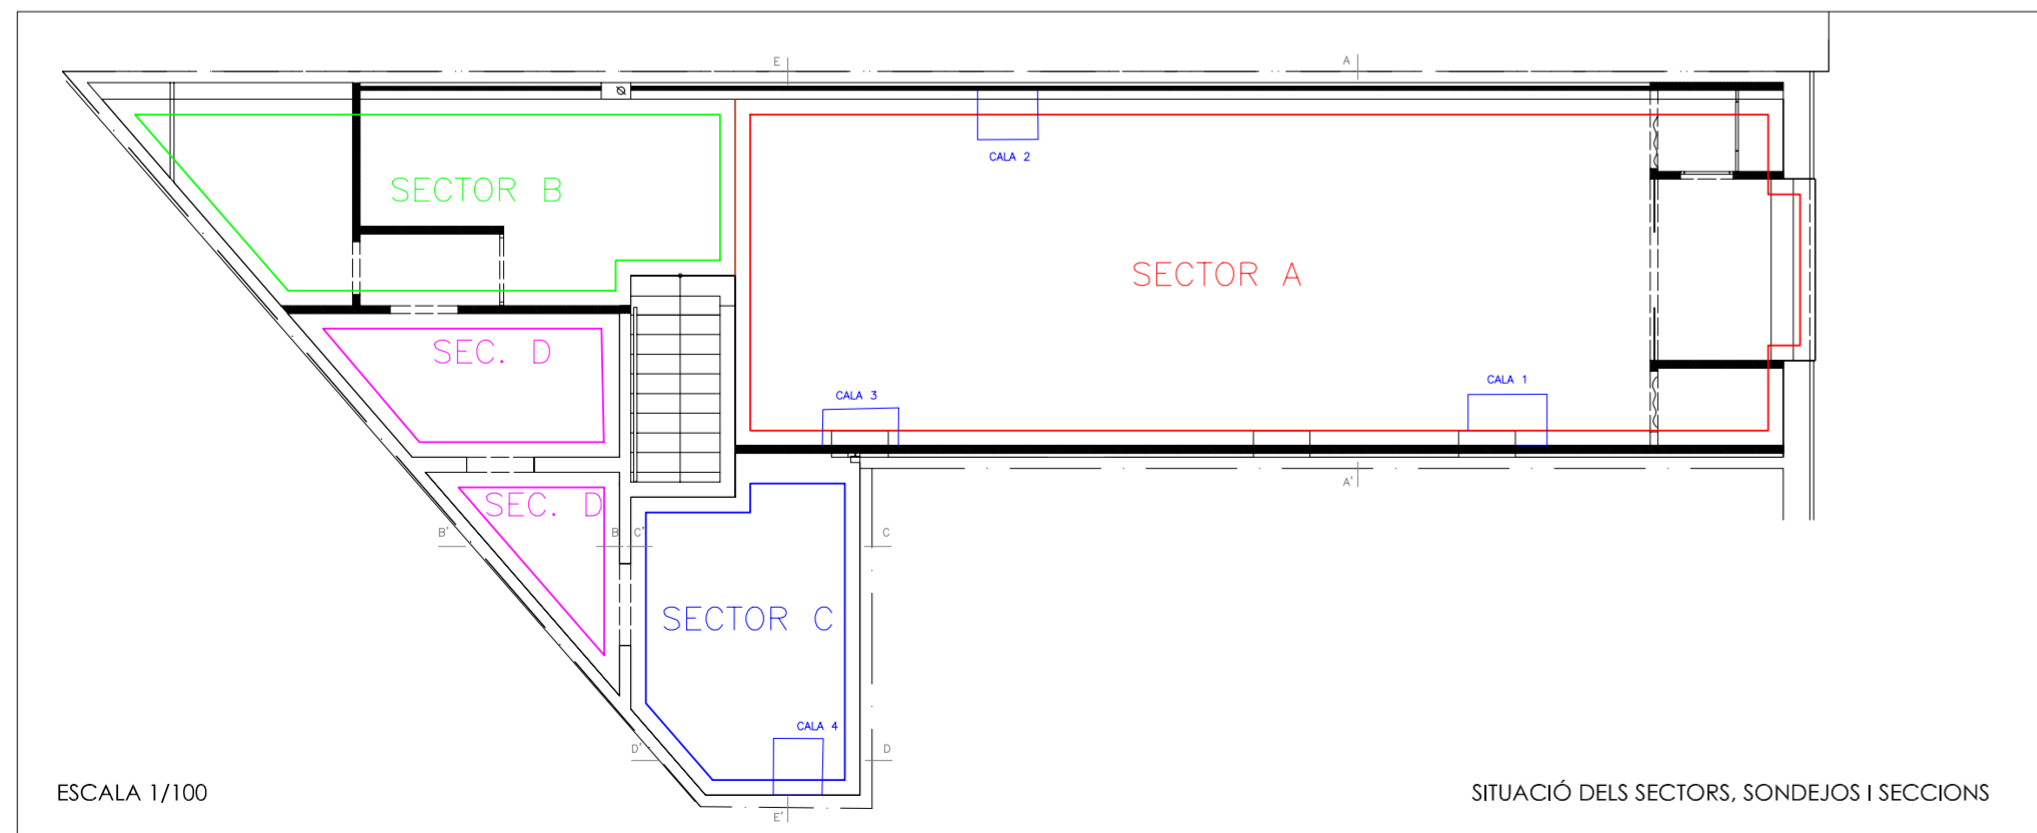 E
A
CALA 2
SECTOR B
SECTOR A
SEC. D
CALA 3
CALA 1
A'
SEC. D
B'
B
C'
C
SECTOR C
CALA 4
D'
D
ESCALA 1/100
SITUACIÓ DELS SECTORS, SONDEJOS I SECCIONS
E'